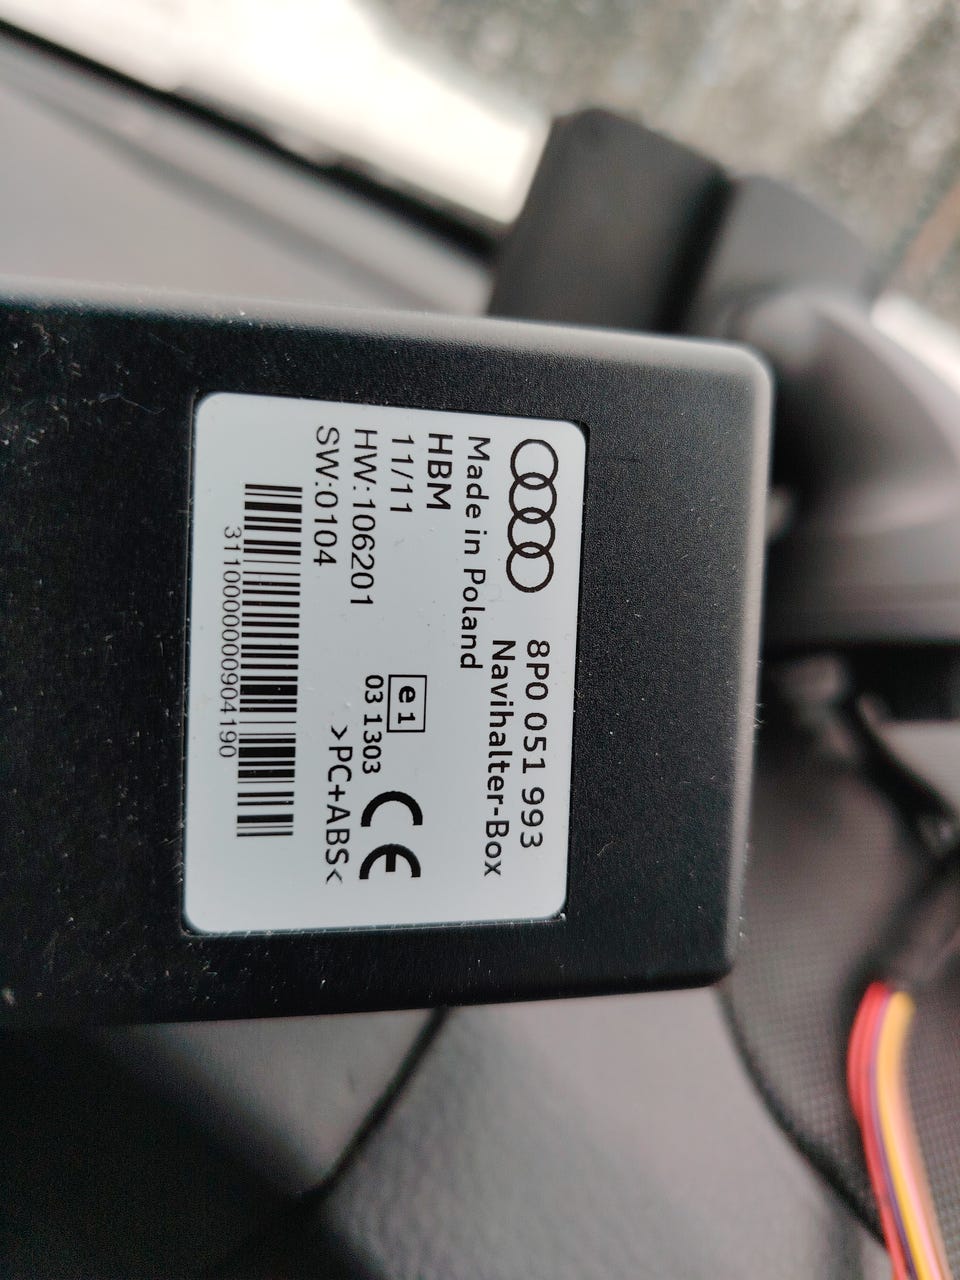 8P0 051 993
Navihalter-Box
Made in Poland
HBM
11/11
HW:106201
SW:0104
e1
03 1303
CE
>PC+ABS<
3110000000904190